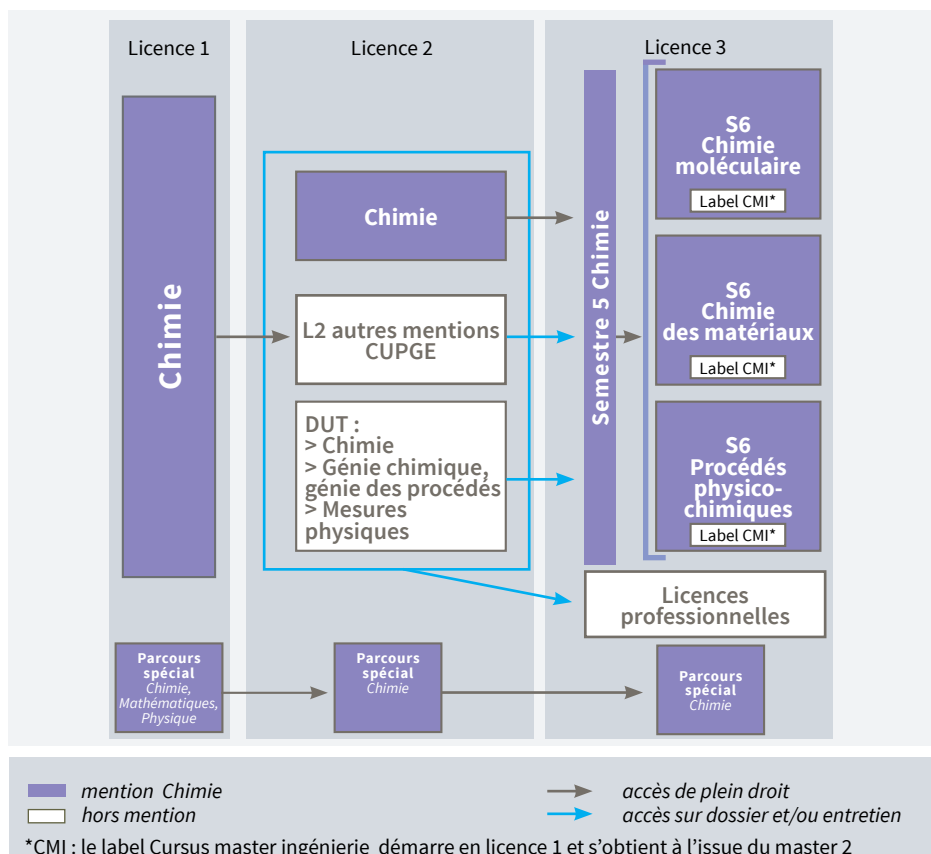 Licence 1
Licence 2
Licence 3
Chimie
Chimie
L2 autres mentions
CUPGE
DUT :
> Chimie
> Génie chimique,
génie des procédés
> Mesures
physiques
Semestre 5 Chimie
S6
Chimie
moléculaire
Label CMI*
S6
Chimie
des matériaux
Label CMI*
S6
Procédés
physico-
chimiques
Label CMI*
Licences
professionnelles
Parcours
spécial
Chimie,
Mathématiques,
Physique
Parcours
spécial
Chimie
Parcours
spécial
Chimie
mention Chimie
hors mention
accès de plein droit
accès sur dossier et/ou entretien
*CMI : le label Cursus master ingénierie démarre en licence 1 et s'obtient à l'issue du master 2